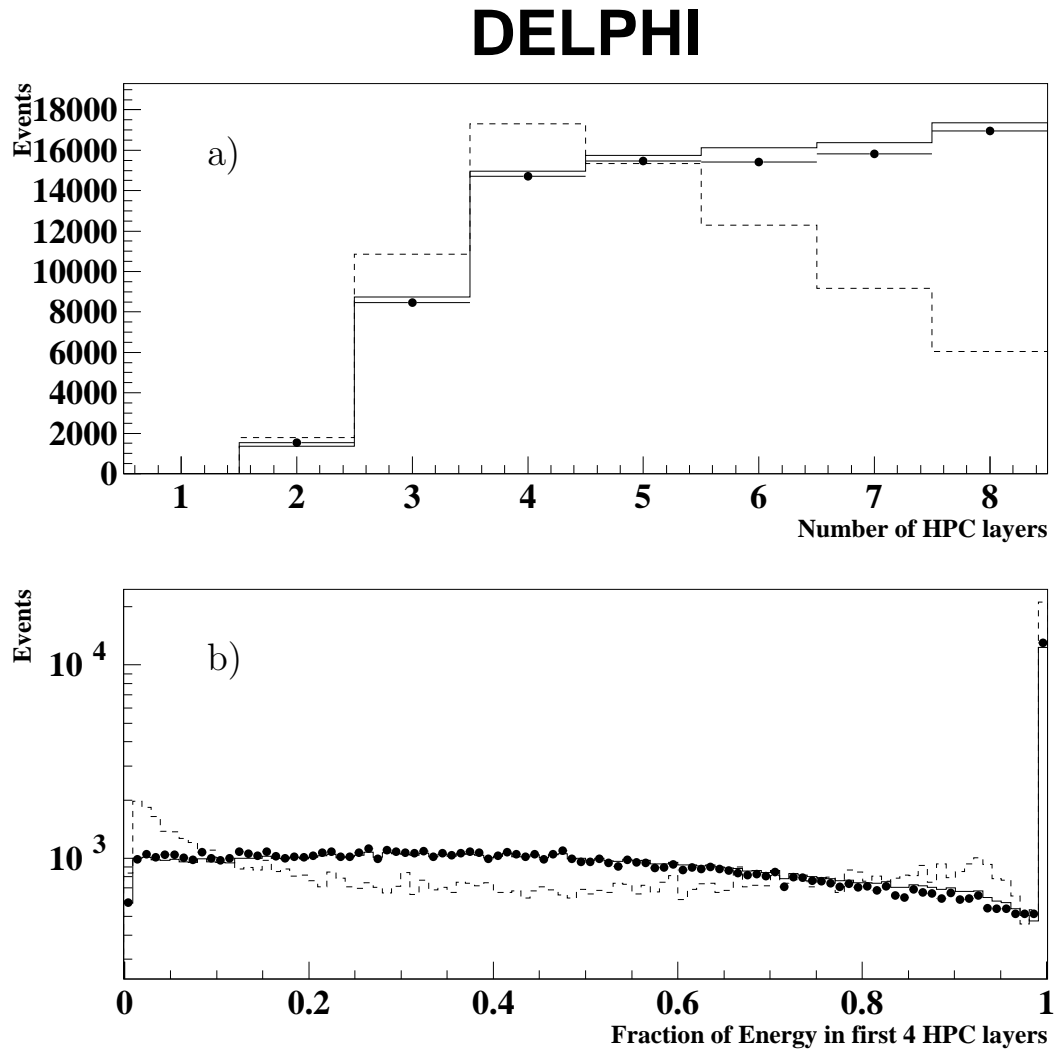 DELPHI
Events
18000
16000
14000
12000
10000
8000
6000
4000
2000
0
a)
1 2 3 4 5 6 7 8
Number of HPC layers
Events
10 4
10 3
b)
0 0.2 0.4 0.6 0.8 1
Fraction of Energy in first 4 HPC layers